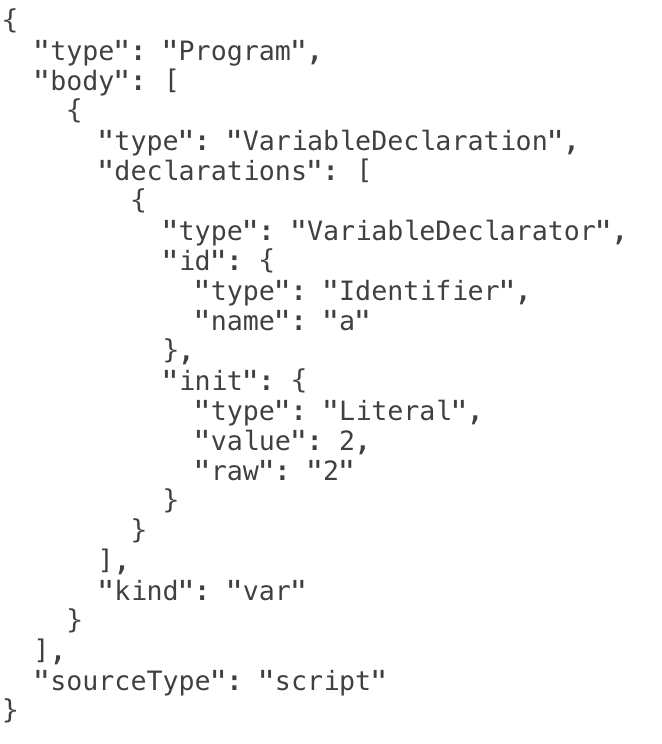 {
  "type": "Program",
  "body": [
    {
      "type": "VariableDeclaration",
      "declarations": [
        {
          "type": "VariableDeclarator",
          "id": {
            "type": "Identifier",
            "name": "a"
          },
          "init": {
            "type": "Literal",
            "value": 2,
            "raw": "2"
          }
        }
      ],
      "kind": "var"
    }
  ],
  "sourceType": "script"
}